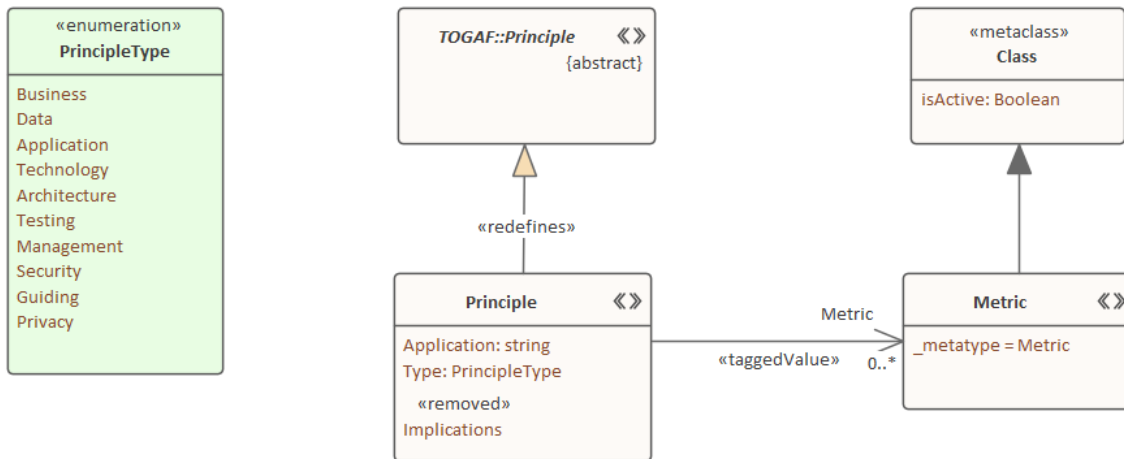 «enumeration»
PrincipleType
Business
Data
Application
Technology
Architecture
Testing
Management
Security
Guiding
Privacy
TOGAF::Principle
{abstract}
«metaclass»
Class
isActive: Boolean
«redefines»
Principle
Application: string
Type: PrincipleType
«removed»
Implications
Metric
«taggedValue»
0..*
Metric
_metatype = Metric